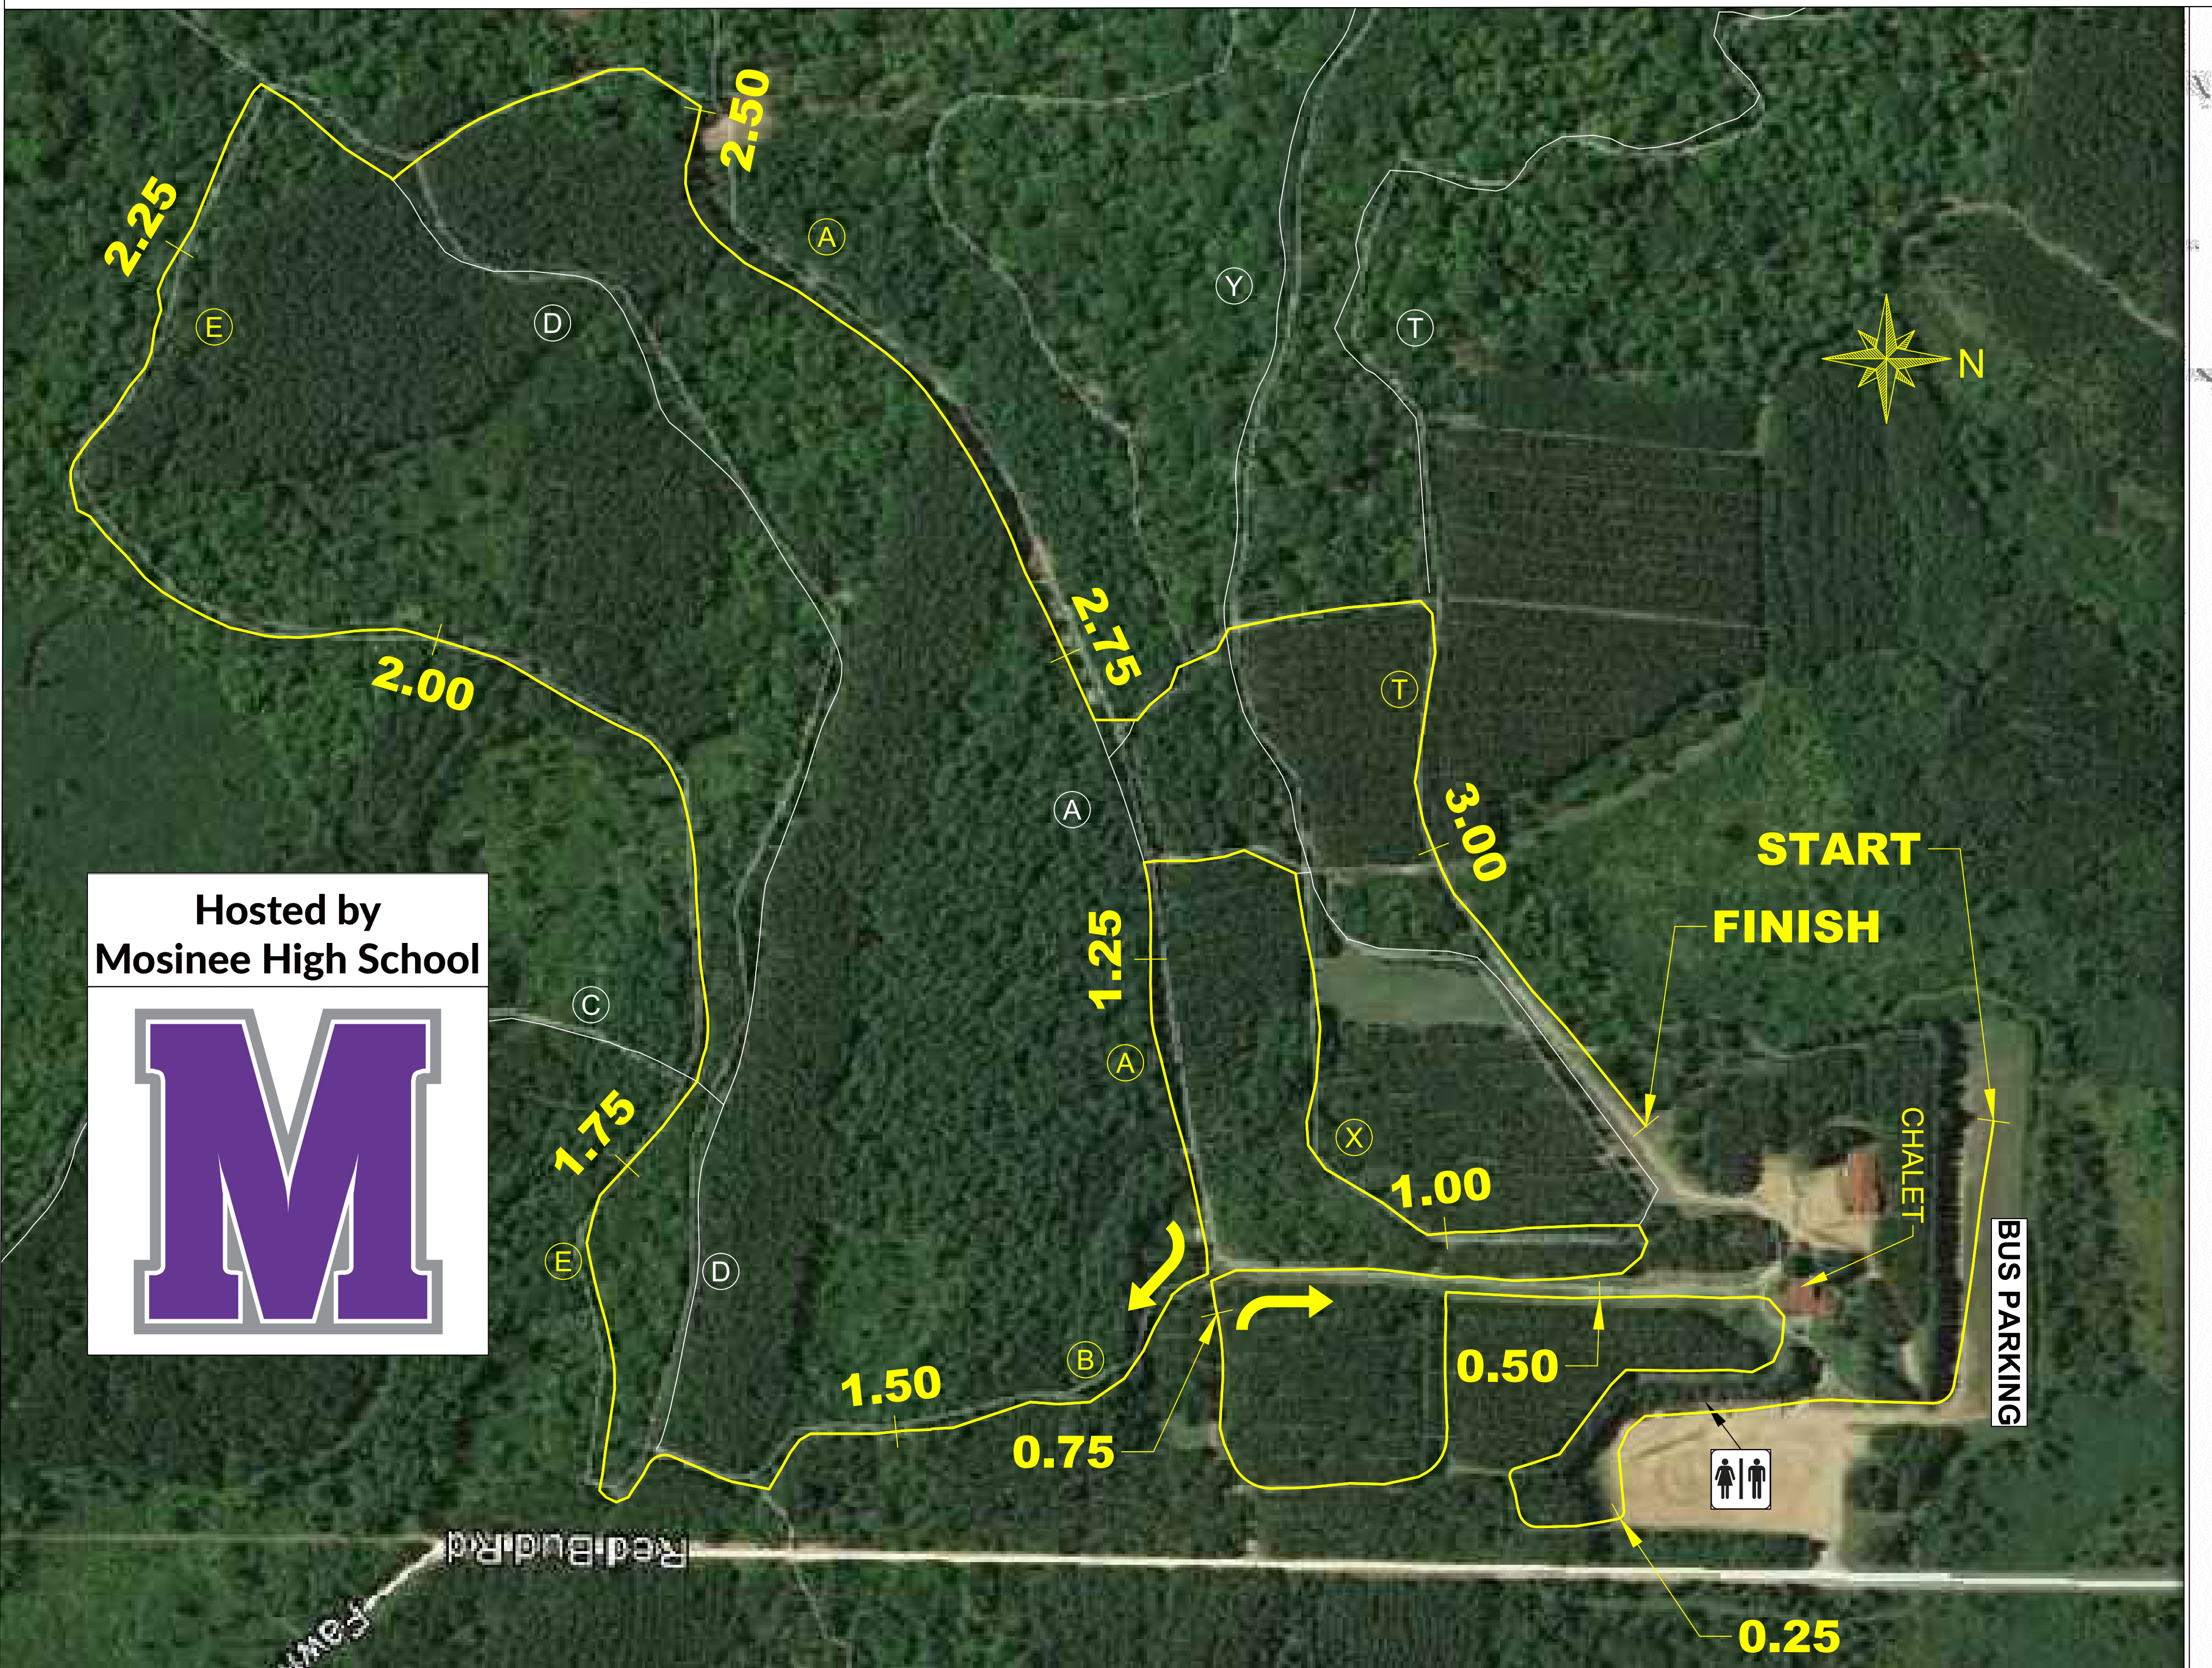 2.50
2.25
A
Y
E
D
T
N
2.00
2.75
T
3.00
A
START
FINISH
Hosted by
Mosinee High School
M
C
1.25
A
1.75
X
1.00
CHALET
E
D
BUS PARKING
B
0.50
1.50
0.75
Red Bud Rd
0.25